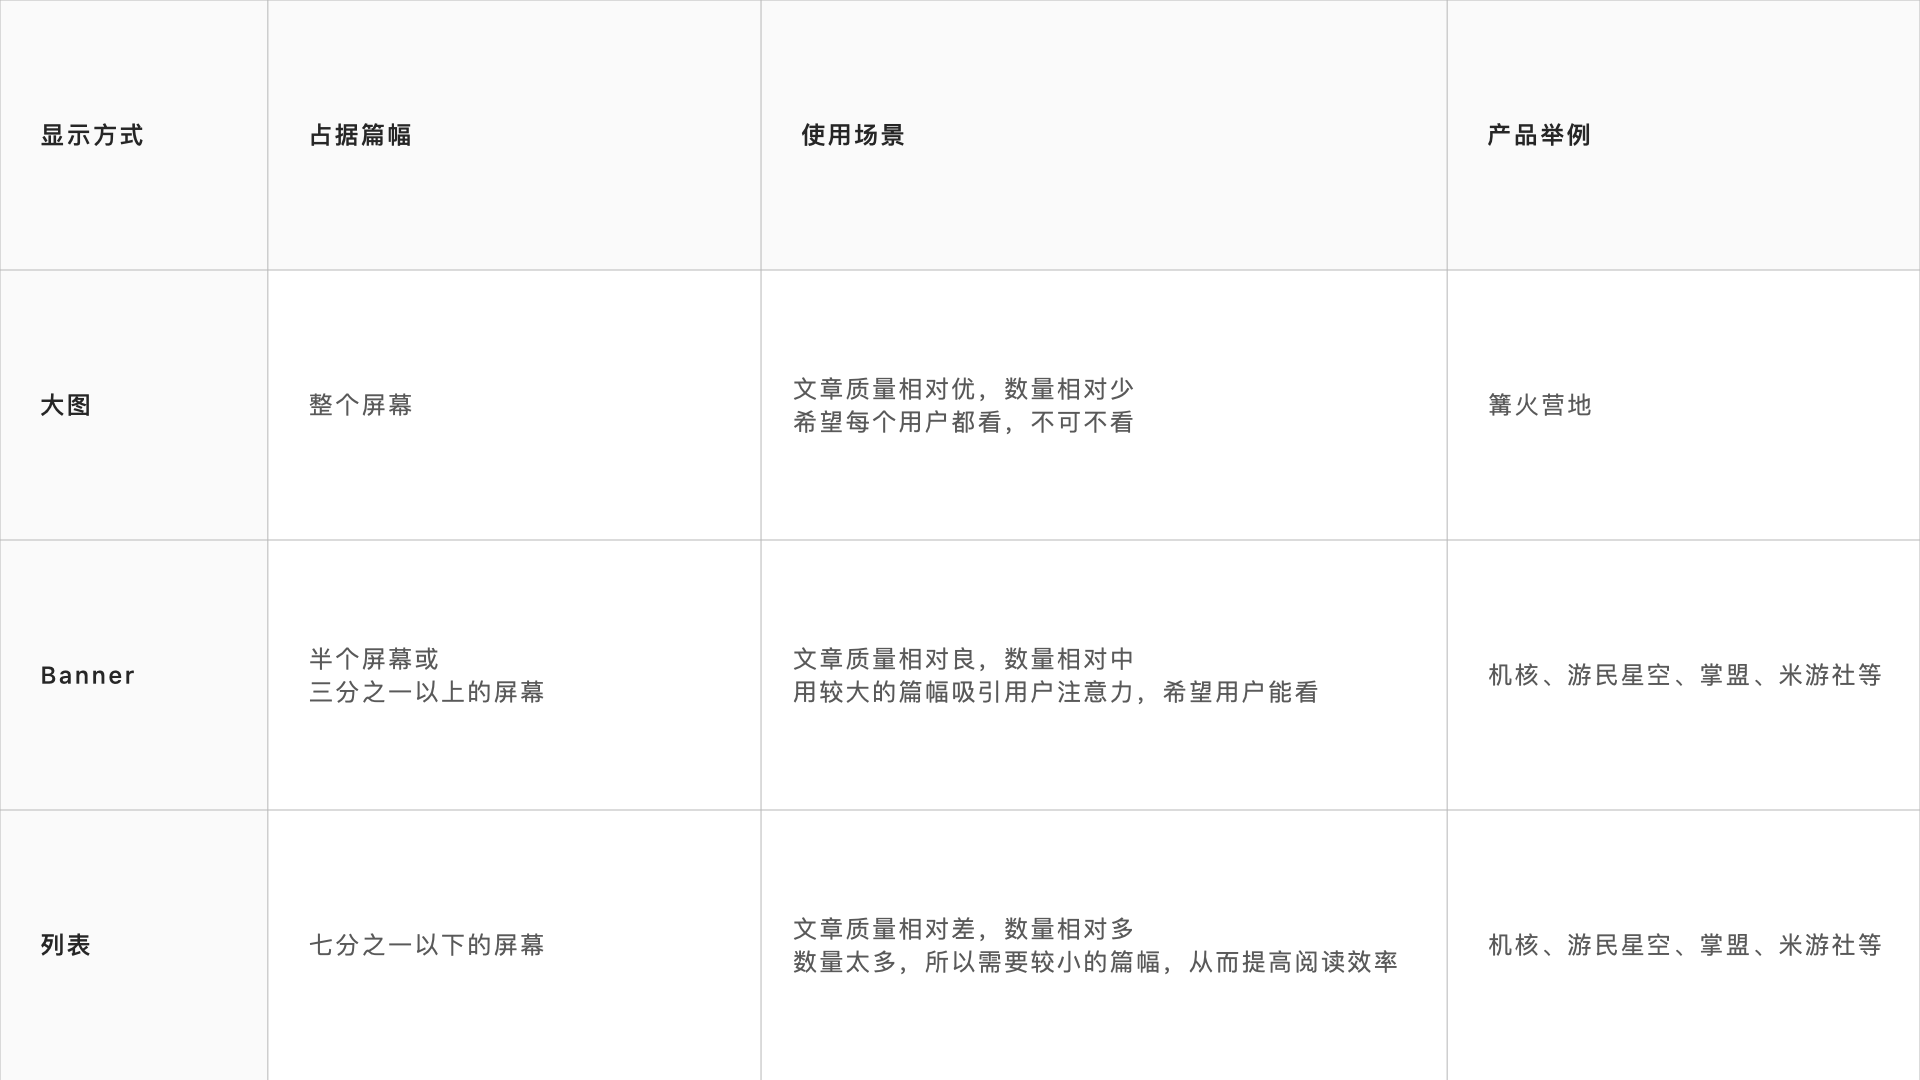 显示方式
占据篇幅
使用场景
产品举例
大图
整个屏幕
文章质量相对优，数量相对少
希望每个用户都看，不可不看
篝火营地
Banner
半个屏幕或
三分之一以上的屏幕
文章质量相对良，数量相对中
用较大的篇幅吸引用户注意力，希望用户能看
机核、游民星空、掌盟、米游社等
列表
七分之一以下的屏幕
文章质量相对差，数量相对多
数量太多，所以需要较小的篇幅，从而提高阅读效率
机核、游民星空、掌盟、米游社等